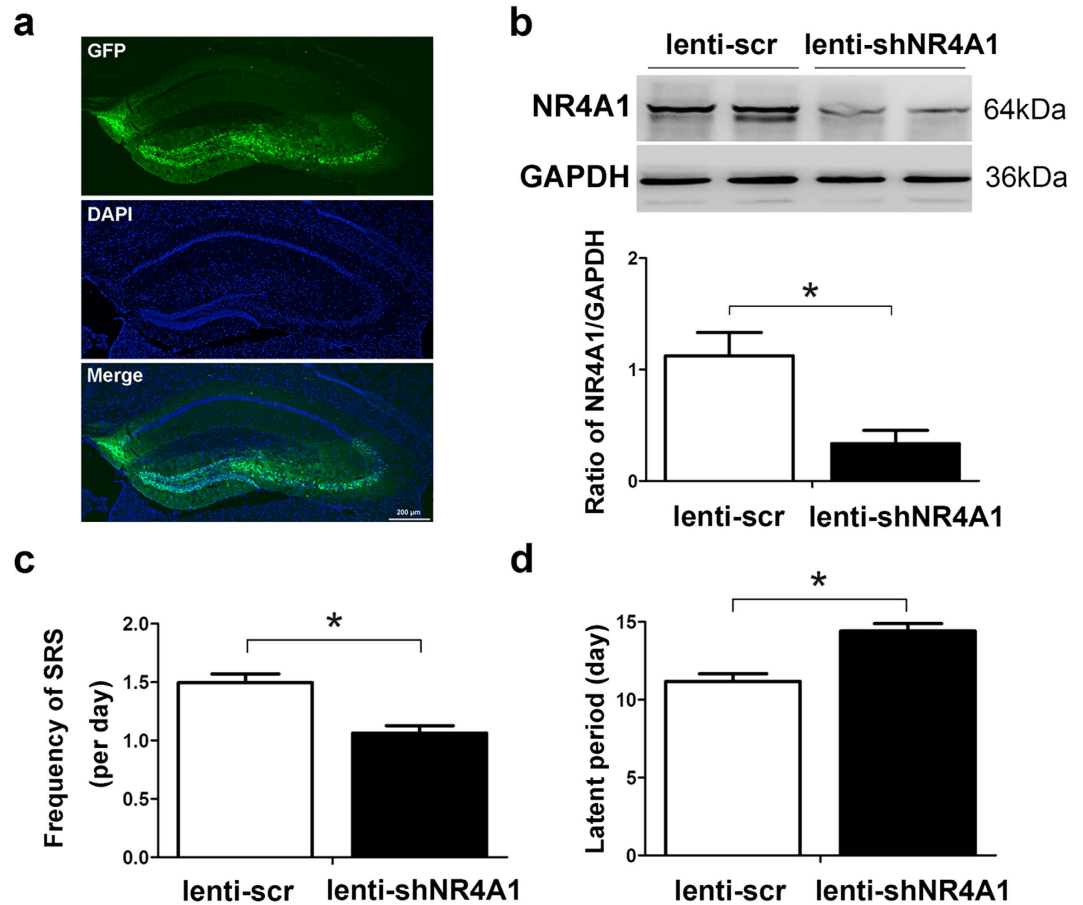 a
GFP
DAPI
Merge
200 μm
b
lenti-scr lenti-shNR4A1
NR4A1 64kDa
GAPDH 36kDa
Ratio of NR4A1/GAPDH
2
1
0
*
lenti-scr lenti-shNR4A1
c
Frequency of SRS
(per day)
2.0
1.5
1.0
0.5
0.0
*
lenti-scr lenti-shNR4A1
d
Latent period (day)
15
10
5
0
*
lenti-scr lenti-shNR4A1